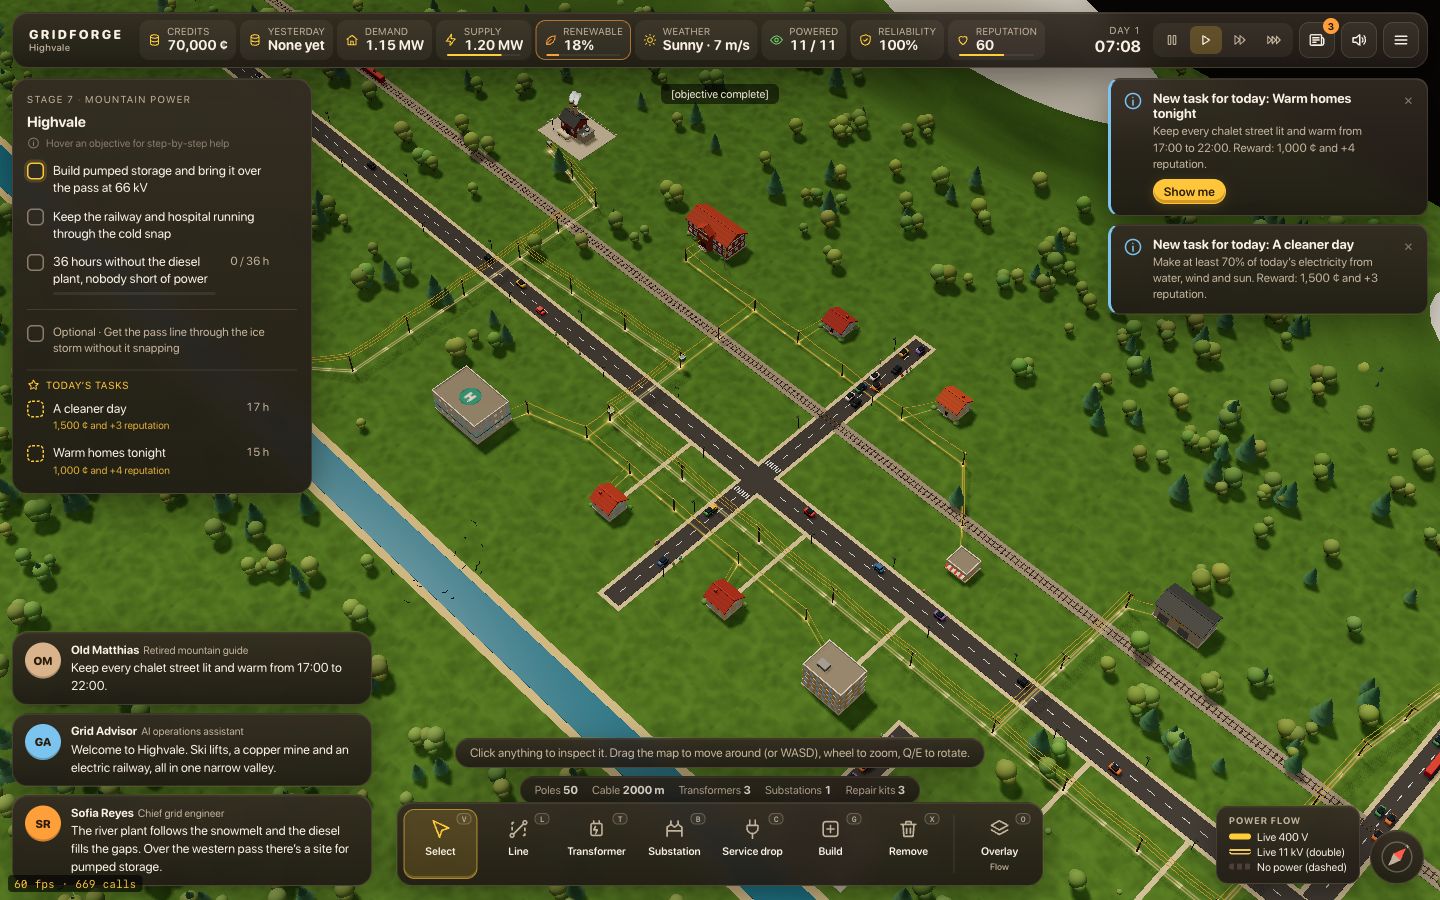 GRIDFORGE
Highvale
CREDITS
70,000 ¢
YESTERDAY
None yet
DEMAND
1.15 MW
SUPPLY
1.20 MW
RENEWABLE
18%
WEATHER
Sunny · 7 m/s
POWERED
11 / 11
RELIABILITY
100%
REPUTATION
60
DAY 1
07:08
3
STAGE 7 · MOUNTAIN POWER
Highvale
Hover an objective for step-by-step help
Build pumped storage and bring it over
the pass at 66 kV
Keep the railway and hospital running
through the cold snap
36 hours without the diesel
plant, nobody short of power
0 / 36 h
Optional · Get the pass line through the ice
storm without it snapping
TODAY'S TASKS
A cleaner day
17 h
1,500 ¢ and +3 reputation
Warm homes tonight
15 h
1,000 ¢ and +4 reputation
[objective complete]
New task for today: Warm homes
tonight
×
Keep every chalet street lit and warm from
17:00 to 22:00. Reward: 1,000 ¢ and +4
reputation.
Show me
New task for today: A cleaner day
×
Make at least 70% of today's electricity from
water, wind and sun. Reward: 1,500 ¢ and +3
reputation.
H
OM
Old Matthias Retired mountain guide
Keep every chalet street lit and warm from 17:00 to
22:00.
GA
Grid Advisor AI operations assistant
Welcome to Highvale. Ski lifts, a copper mine and an
electric railway, all in one narrow valley.
SR
Sofia Reyes Chief grid engineer
The river plant follows the snowmelt and the diesel
fills the gaps. Over the western pass there's a site for
pumped storage.
60 fps · 669 calls
Click anything to inspect it. Drag the map to move around (or WASD), wheel to zoom, Q/E to rotate.
Poles 50 Cable 2000 m Transformers 3 Substations 1 Repair kits 3
V
Select
L
Line
T
Transformer
B
Substation
C
Service drop
G
Build
X
Remove
O
Overlay
Flow
POWER FLOW
Live 400 V
Live 11 kV (double)
No power (dashed)